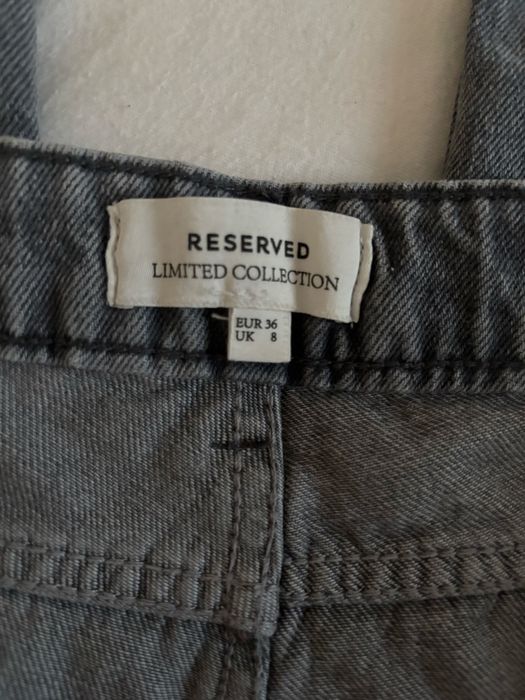 RESERVED
LIMITED COLLECTION
EUR 36
UK 8